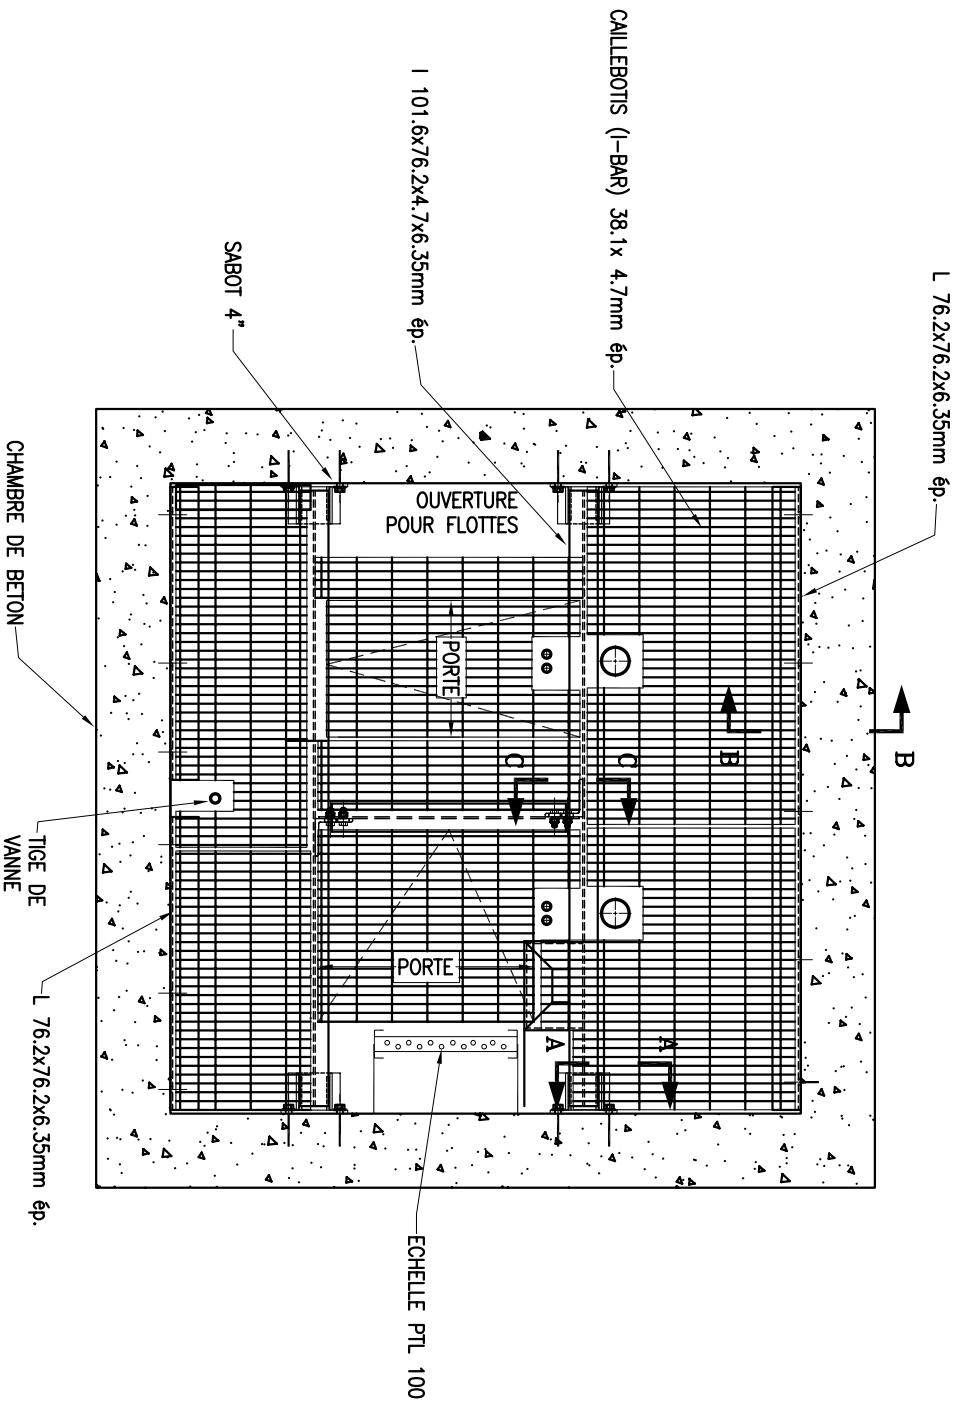 L 76.2x76.2x6.35mm ép.
CAILLEBOTIS (I-BAR) 38.1x 4.7mm ép.
I 101.6x76.2x4.7x6.35mm ép.
SABOT 4"
CHAMBRE DE BETON
OUVERTURE
POUR FLOTTES
PORTE
PORTE
B
B
C
C
A
A
TIGE DE
VANNE
L 76.2x76.2x6.35mm ép.
ECHELLE PTL 100